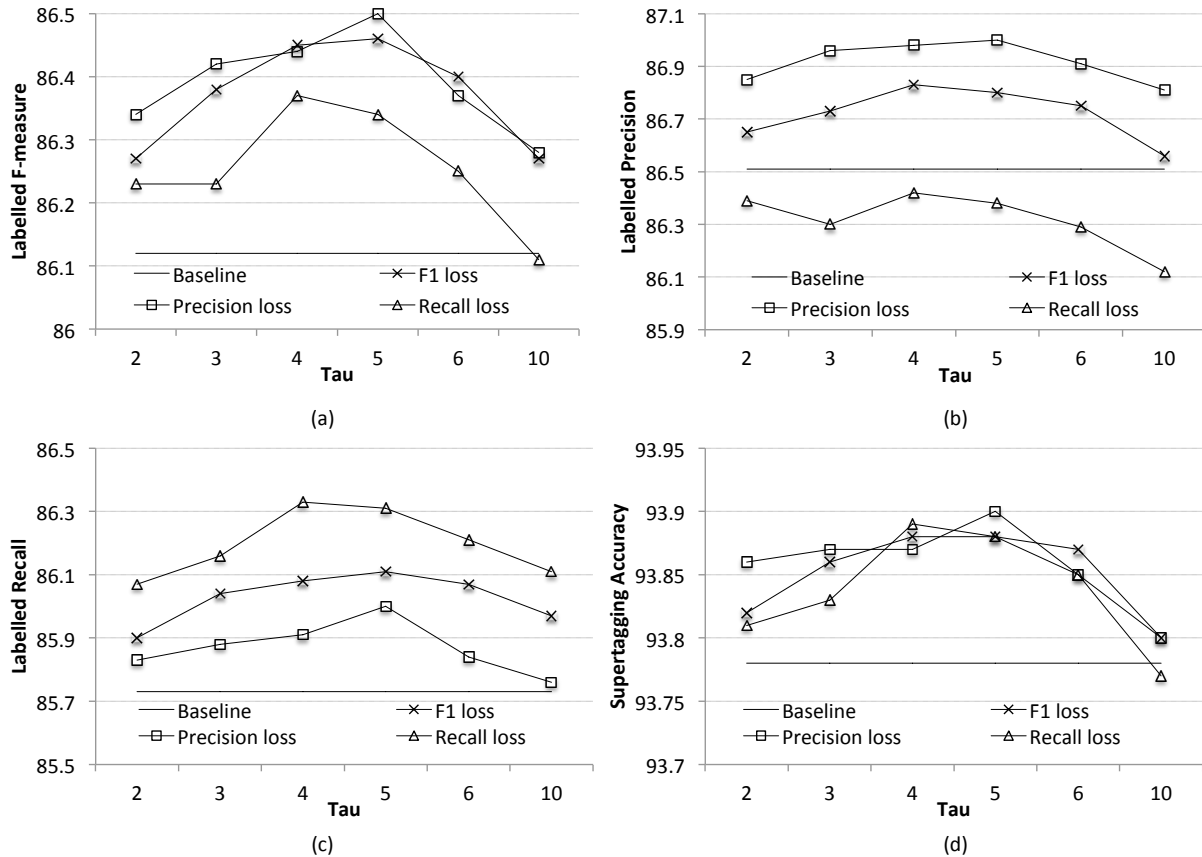 86.5
86.4
86.3
86.2
86.1
86
Labelled F-measure
Baseline F1 loss
Precision loss Recall loss
2 3 4 5 6 10
Tau
(a)
87.1
86.9
86.7
86.5
86.3
86.1
85.9
Labelled Precision
Baseline F1 loss
Precision loss Recall loss
2 3 4 5 6 10
Tau
(b)
86.5
86.3
86.1
85.9
85.7
85.5
Labelled Recall
Baseline F1 loss
Precision loss Recall loss
2 3 4 5 6 10
Tau
(c)
93.95
93.9
93.85
93.8
93.75
93.7
Supertagging Accuracy
Baseline F1 loss
Precision loss Recall loss
2 3 4 5 6 10
Tau
(d)